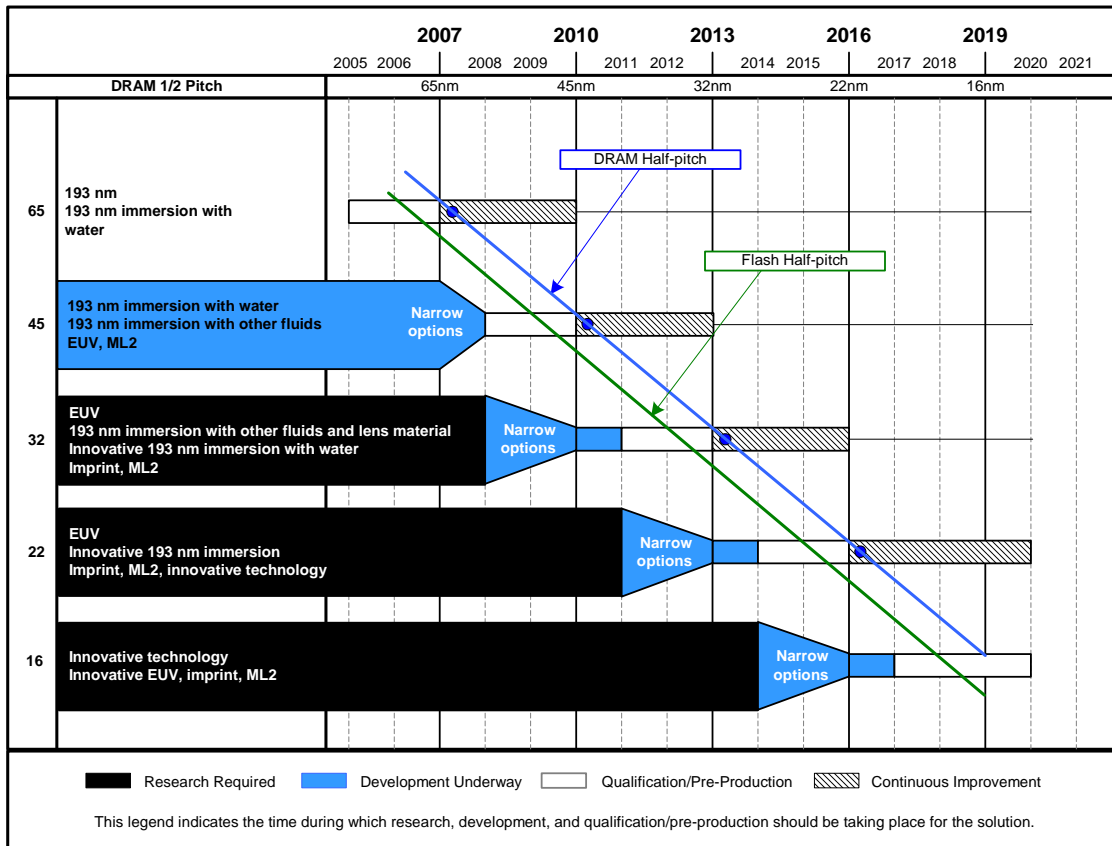 2007 2010 2013 2016 2019
2005 2006 2008 2009 2011 2012 2014 2015 2017 2018 2020 2021
DRAM 1/2 Pitch 65nm 45nm 32nm 22nm 16nm
DRAM Half-pitch
65
193 nm
193 nm immersion with
water
Flash Half-pitch
45
193 nm immersion with water
193 nm immersion with other fluids
EUV, ML2
Narrow
options
32
EUV
193 nm immersion with other fluids and lens material
Innovative 193 nm immersion with water
Imprint, ML2
Narrow
options
22
EUV
Innovative 193 nm immersion
Imprint, ML2, innovative technology
Narrow
options
16
Innovative technology
Innovative EUV, imprint, ML2
Narrow
options
Research Required Development Underway Qualification/Pre-Production Continuous Improvement
This legend indicates the time during which research, development, and qualification/pre-production should be taking place for the solution.